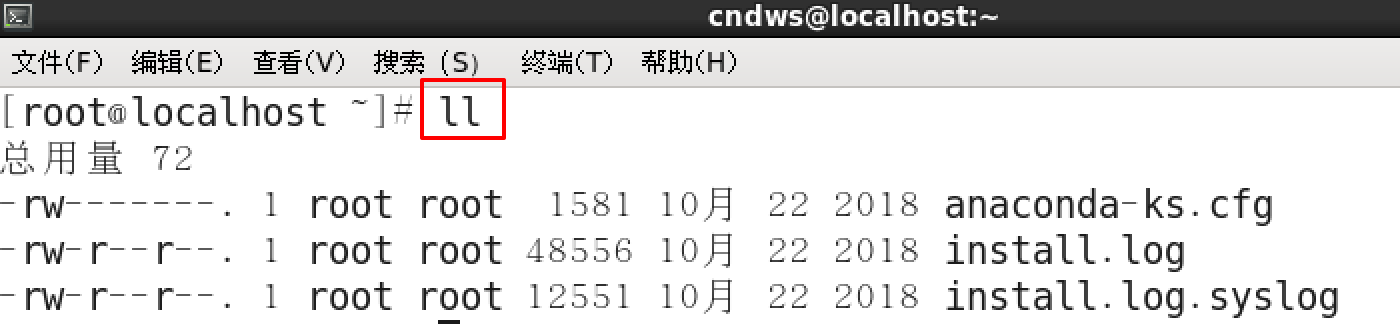 cndws@localhost:~
文件(F) 编辑(E) 查看(V) 搜索 (S) 终端(T) 帮助(H)
[root@localhost ~]# ll
总用量 72
-rw-------. 1 root root  1581 10月 22 2018 anaconda-ks.cfg
-rw-r--r--. 1 root root 48556 10月 22 2018 install.log
-rw-r--r--. 1 root root 12551 10月 22 2018 install.log.syslog